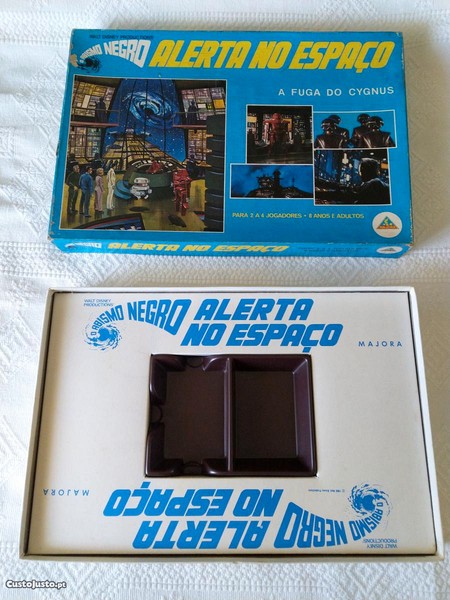 WALT DISNEY PRODUCTIONS'
O ABISMO NEGRO
ALERTA NO ESPAÇO
A FUGA DO CYGNUS
PARA 2 A 4 JOGADORES - 8 ANOS E ADULTOS
O ABISMO NEGRO
ALERTA NO ESPAÇO
WALT DISNEY
PRODUCTIONS'
O ABISMO NEGRO
ALERTA
NO ESPAÇO
MAJORA
MAJORA
ALERTA
NO ESPAÇO
O ABISMO NEGRO
WALT DISNEY
PRODUCTIONS'
© CustoJusto.pt